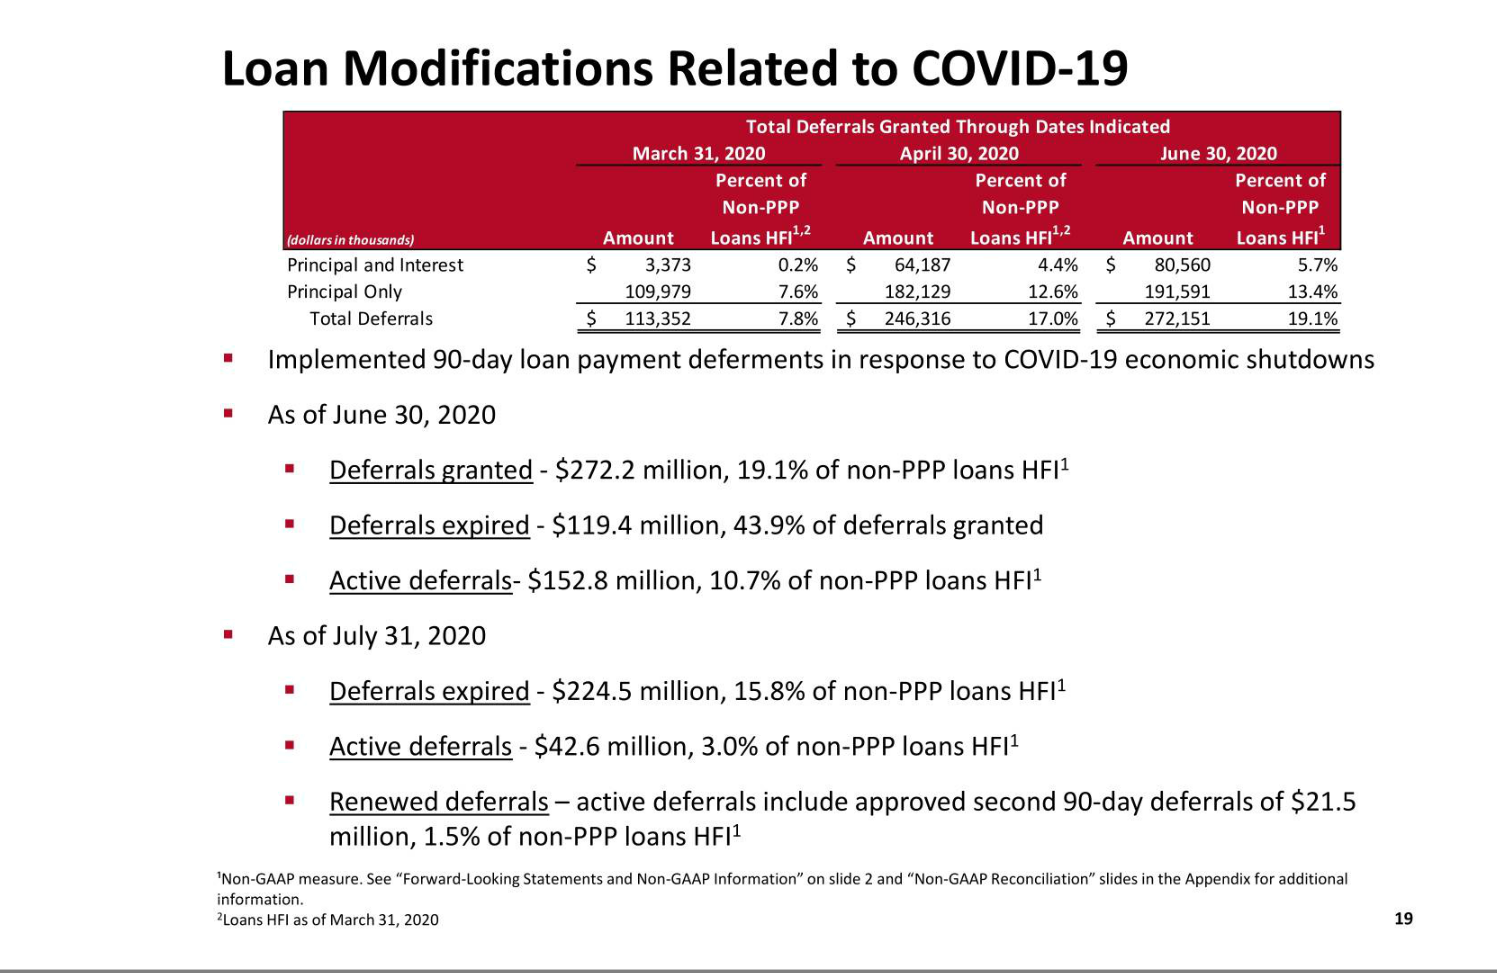 Loan Modifications Related to COVID-19
Total Deferrals Granted Through Dates Indicated
March 31, 2020 April 30, 2020 June 30, 2020
Percent of Percent of Percent of
Non-PPP Non-PPP Non-PPP
(dollars in thousands) Amount Loans HFI1,2 Amount Loans HFI1,2 Amount Loans HFI1
Principal and Interest $ 3,373 0.2% $ 64,187 4.4% $ 80,560 5.7%
Principal Only 109,979 7.6% 182,129 12.6% 191,591 13.4%
Total Deferrals $ 113,352 7.8% $ 246,316 17.0% $ 272,151 19.1%
▪ Implemented 90-day loan payment deferments in response to COVID-19 economic shutdowns
▪ As of June 30, 2020
▪ Deferrals granted - $272.2 million, 19.1% of non-PPP loans HFI1
▪ Deferrals expired - $119.4 million, 43.9% of deferrals granted
▪ Active deferrals- $152.8 million, 10.7% of non-PPP loans HFI1
▪ As of July 31, 2020
▪ Deferrals expired - $224.5 million, 15.8% of non-PPP loans HFI1
▪ Active deferrals - $42.6 million, 3.0% of non-PPP loans HFI1
▪ Renewed deferrals – active deferrals include approved second 90-day deferrals of $21.5
million, 1.5% of non-PPP loans HFI1
1Non-GAAP measure. See “Forward-Looking Statements and Non-GAAP Information” on slide 2 and “Non-GAAP Reconciliation” slides in the Appendix for additional
information.
2Loans HFI as of March 31, 2020
19